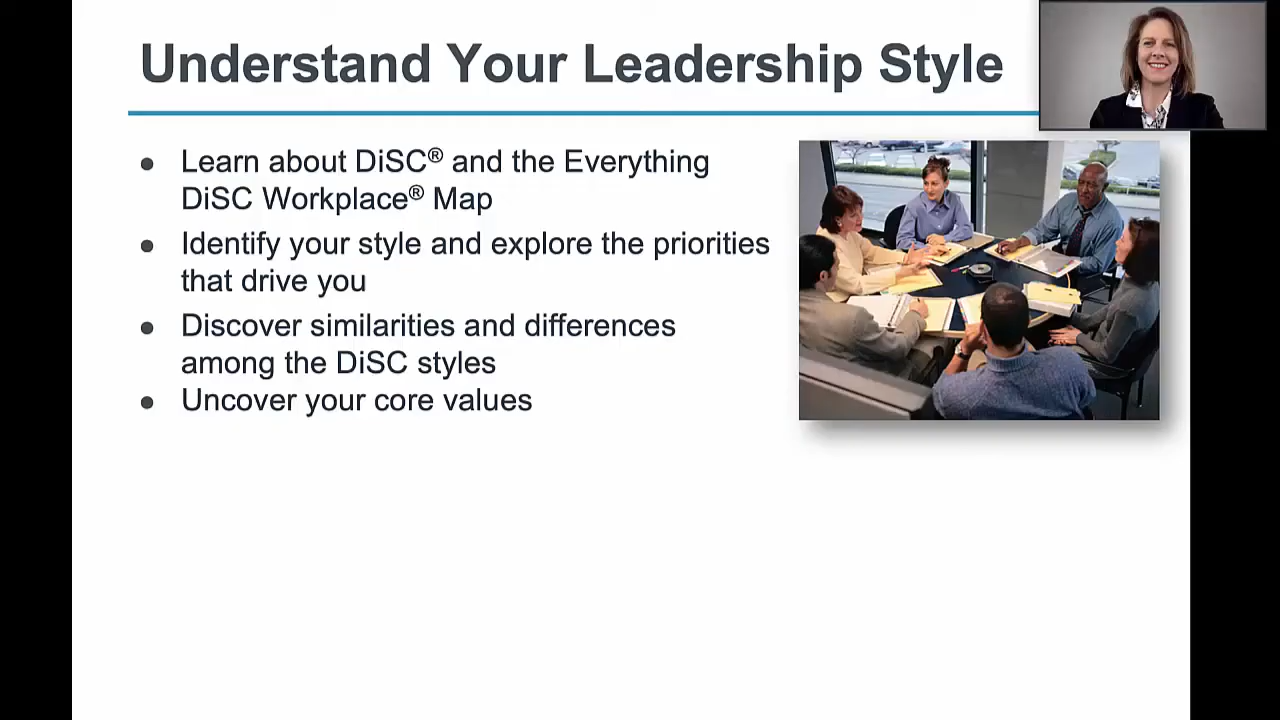 Understand Your Leadership Style
• Learn about DiSC® and the Everything
DiSC Workplace® Map
• Identify your style and explore the priorities
that drive you
• Discover similarities and differences
among the DiSC styles
• Uncover your core values